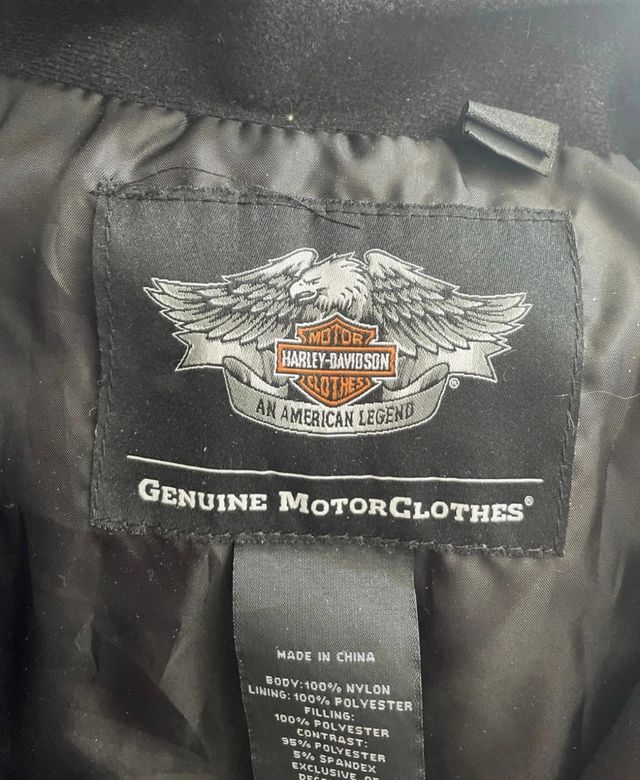 MOTOR
HARLEY-DAVIDSON
CLOTHES
®
AN AMERICAN LEGEND
GENUINE MOTORCLOTHES®
MADE IN CHINA
BODY:100% NYLON
LINING: 100% POLYESTER
FILLING:
100% POLYESTER
CONTRAST:
95% POLYESTER
5% SPANDEX
EXCLUSIVE OF